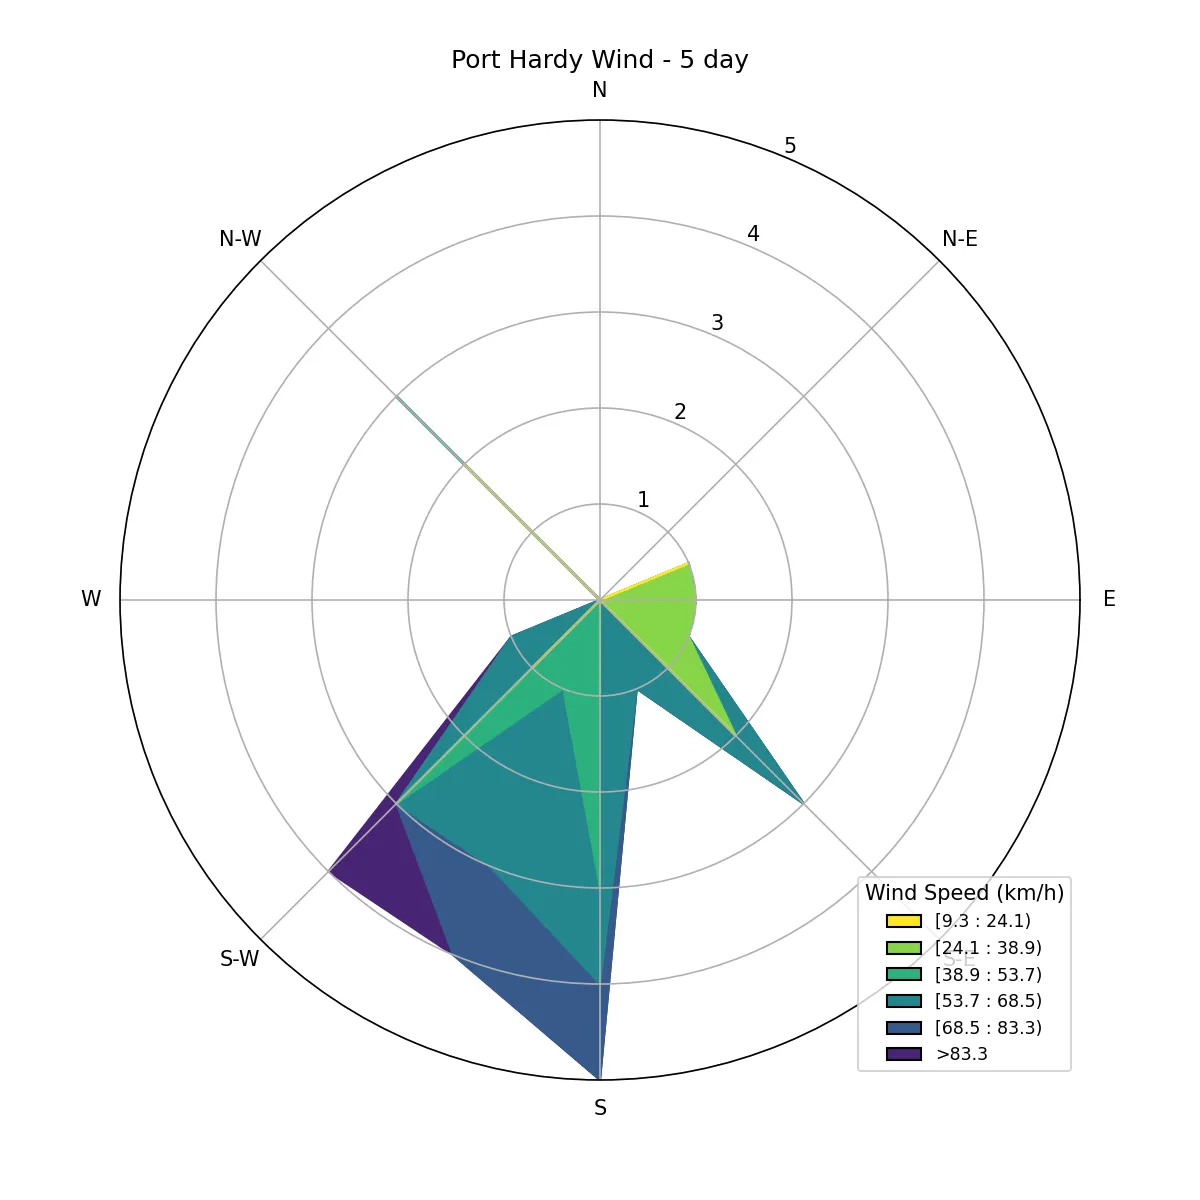 Port Hardy Wind - 5 day
N
5
N-W
N-E
4
3
2
1
W
E
Wind Speed (km/h)
[9.3 : 24.1)
[24.1 : 38.9)
S-W
S-E
[38.9 : 53.7)
[53.7 : 68.5)
[68.5 : 83.3)
>83.3
S